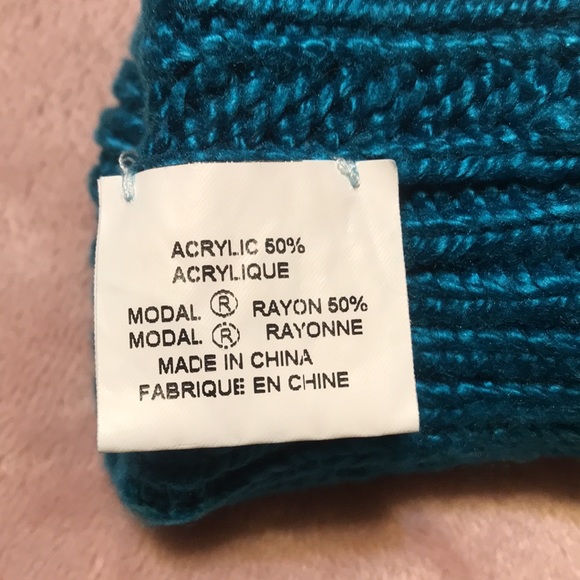 ACRYLIC 50%
ACRYLIQUE
MODAL ® RAYON 50%
MODAL ® RAYONNE
MADE IN CHINA
FABRIQUE EN CHINE